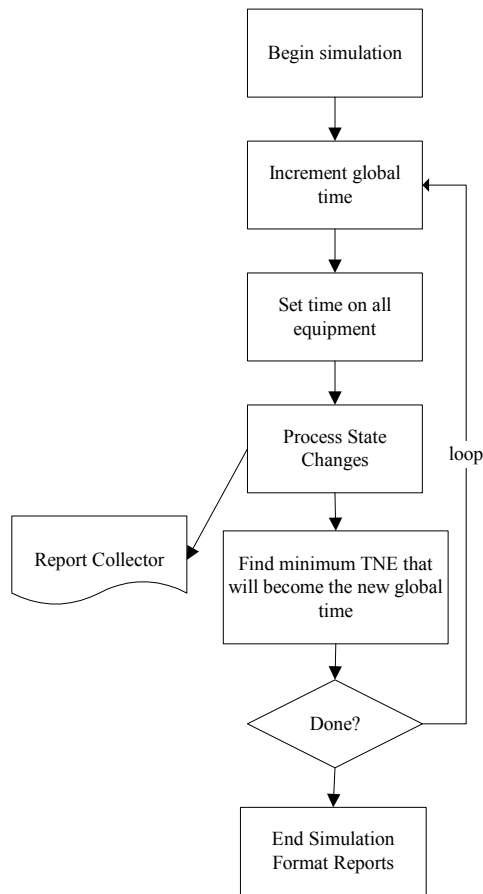 Begin simulation
Increment global
time
Set time on all
equipment
Process State
Changes
loop
Report Collector
Find minimum TNE that
will become the new global
time
Done?
End Simulation
Format Reports